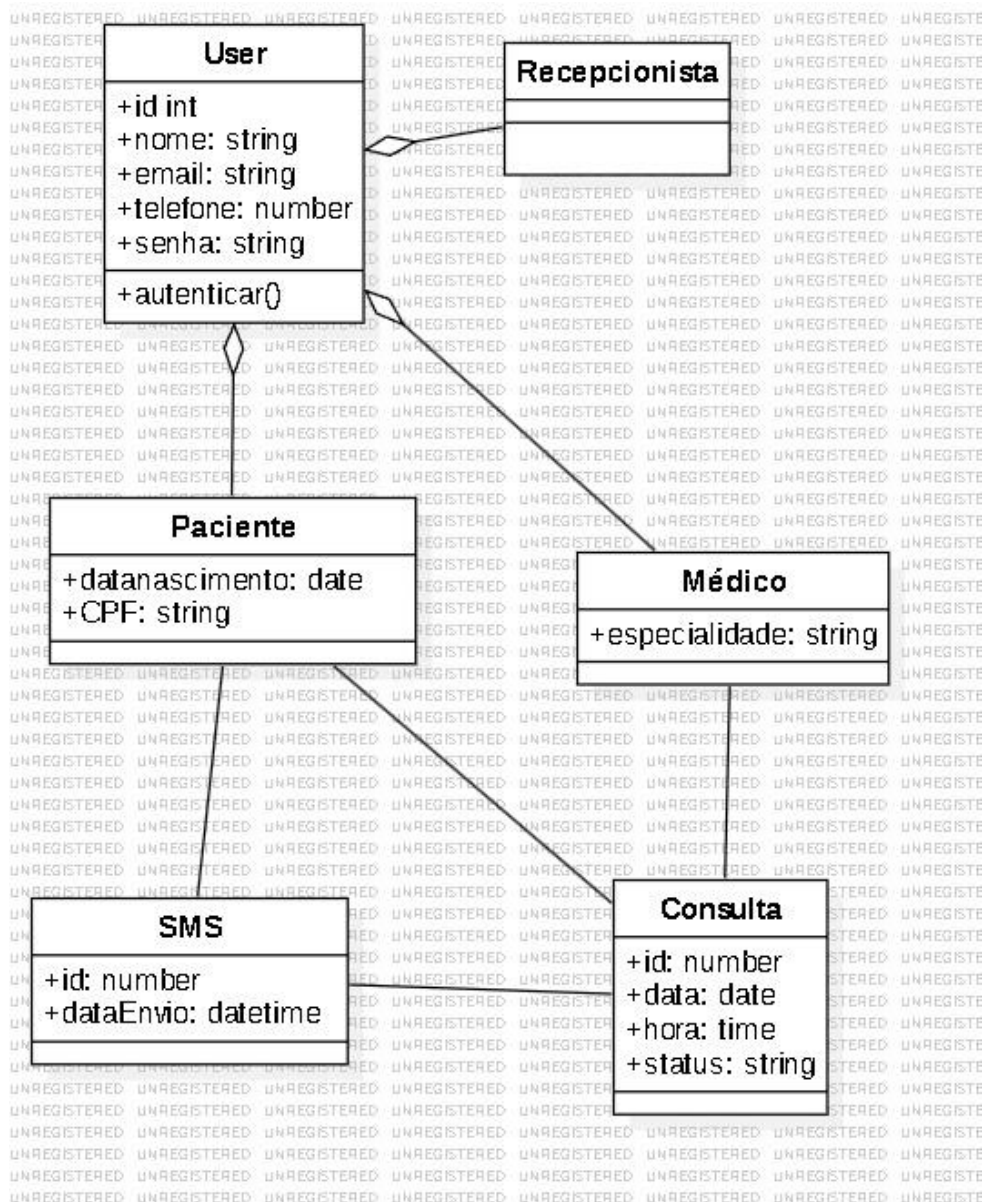 User
+id int
+nome: string
+email: string
+telefone: number
+senha: string
+autenticar()
Recepcionista
Paciente
+datanascimento: date
+CPF: string
Médico
+especialidade: string
SMS
+id: number
+dataEnvio: datetime
Consulta
+id: number
+data: date
+hora: time
+status: string
UNREGISTERED